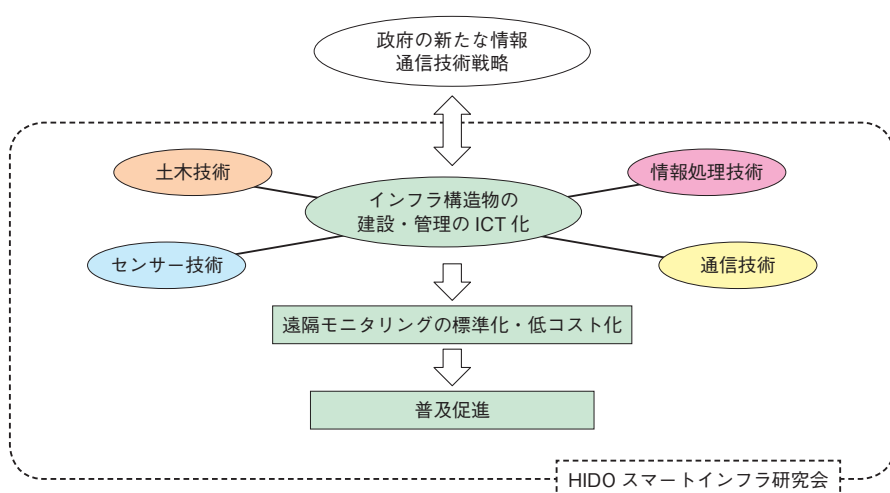 政府の新たな情報
通信技術戦略
土木技術
情報処理技術
インフラ構造物の
建設・管理の ICT 化
センサー技術
通信技術
遠隔モニタリングの標準化・低コスト化
普及促進
HIDO スマートインフラ研究会